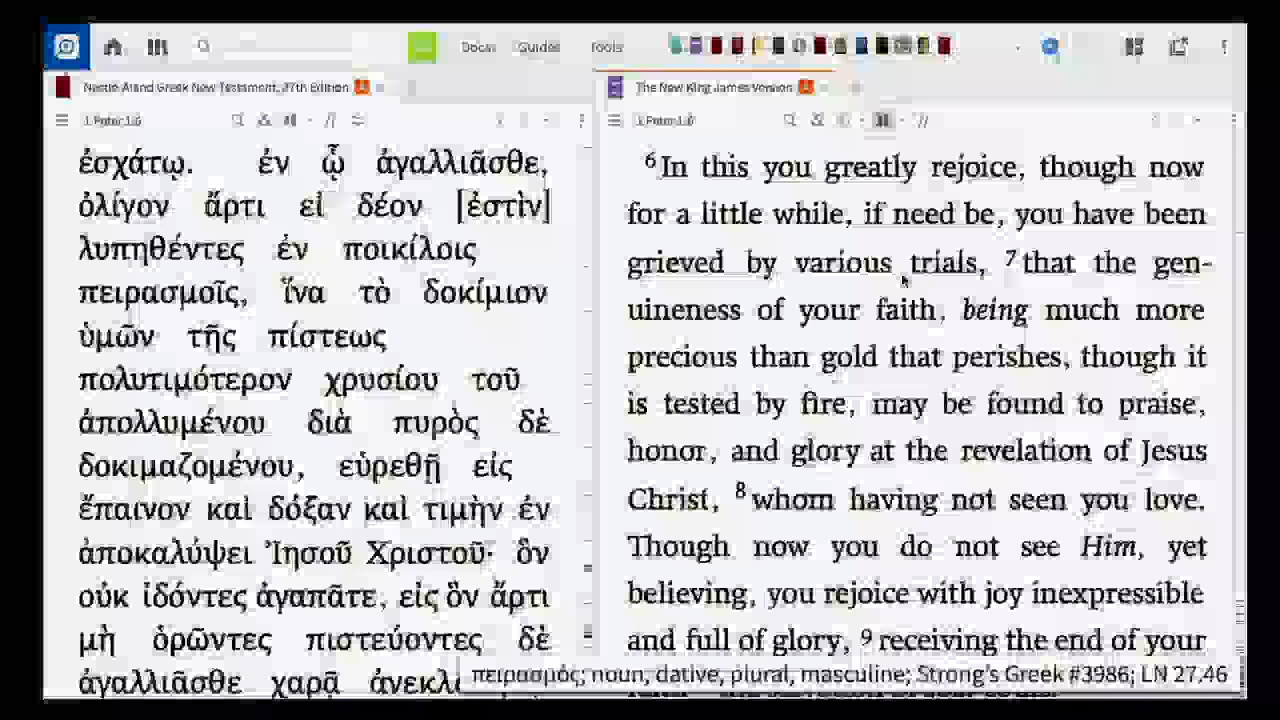 Docs Guides Tools
Nestle-Aland Greek New Testament, 27th Edition
The New King James Version
1 Peter 1:6
1 Peter 1:6
ἐσχάτῳ. ἐν ᾧ ἀγαλλιᾶσθε,
ὀλίγον ἄρτι εἰ δέον [ἐστὶν]
λυπηθέντες ἐν ποικίλοις
πειρασμοῖς, ἵνα τὸ δοκίμιον
ὑμῶν τῆς πίστεως
πολυτιμότερον χρυσίου τοῦ
ἀπολλυμένου διὰ πυρὸς δὲ
δοκιμαζομένου, εὑρεθῇ εἰς
ἔπαινον καὶ δόξαν καὶ τιμὴν ἐν
ἀποκαλύψει Ἰησοῦ Χριστοῦ· ὃν
οὐκ ἰδόντες ἀγαπᾶτε, εἰς ὃν ἄρτι
μὴ ὁρῶντες πιστεύοντες δὲ
ἀγαλλιᾶσθε χαρᾷ ἀνεκλ
6 In this you greatly rejoice, though now
for a little while, if need be, you have been
grieved by various trials, 7 that the gen-
uineness of your faith, being much more
precious than gold that perishes, though it
is tested by fire, may be found to praise,
honor, and glory at the revelation of Jesus
Christ, 8 whom having not seen you love.
Though now you do not see Him, yet
believing, you rejoice with joy inexpressible
and full of glory, 9 receiving the end of your
πειρασμός; noun, dative, plural, masculine; Strong's Greek #3986; LN 27.46